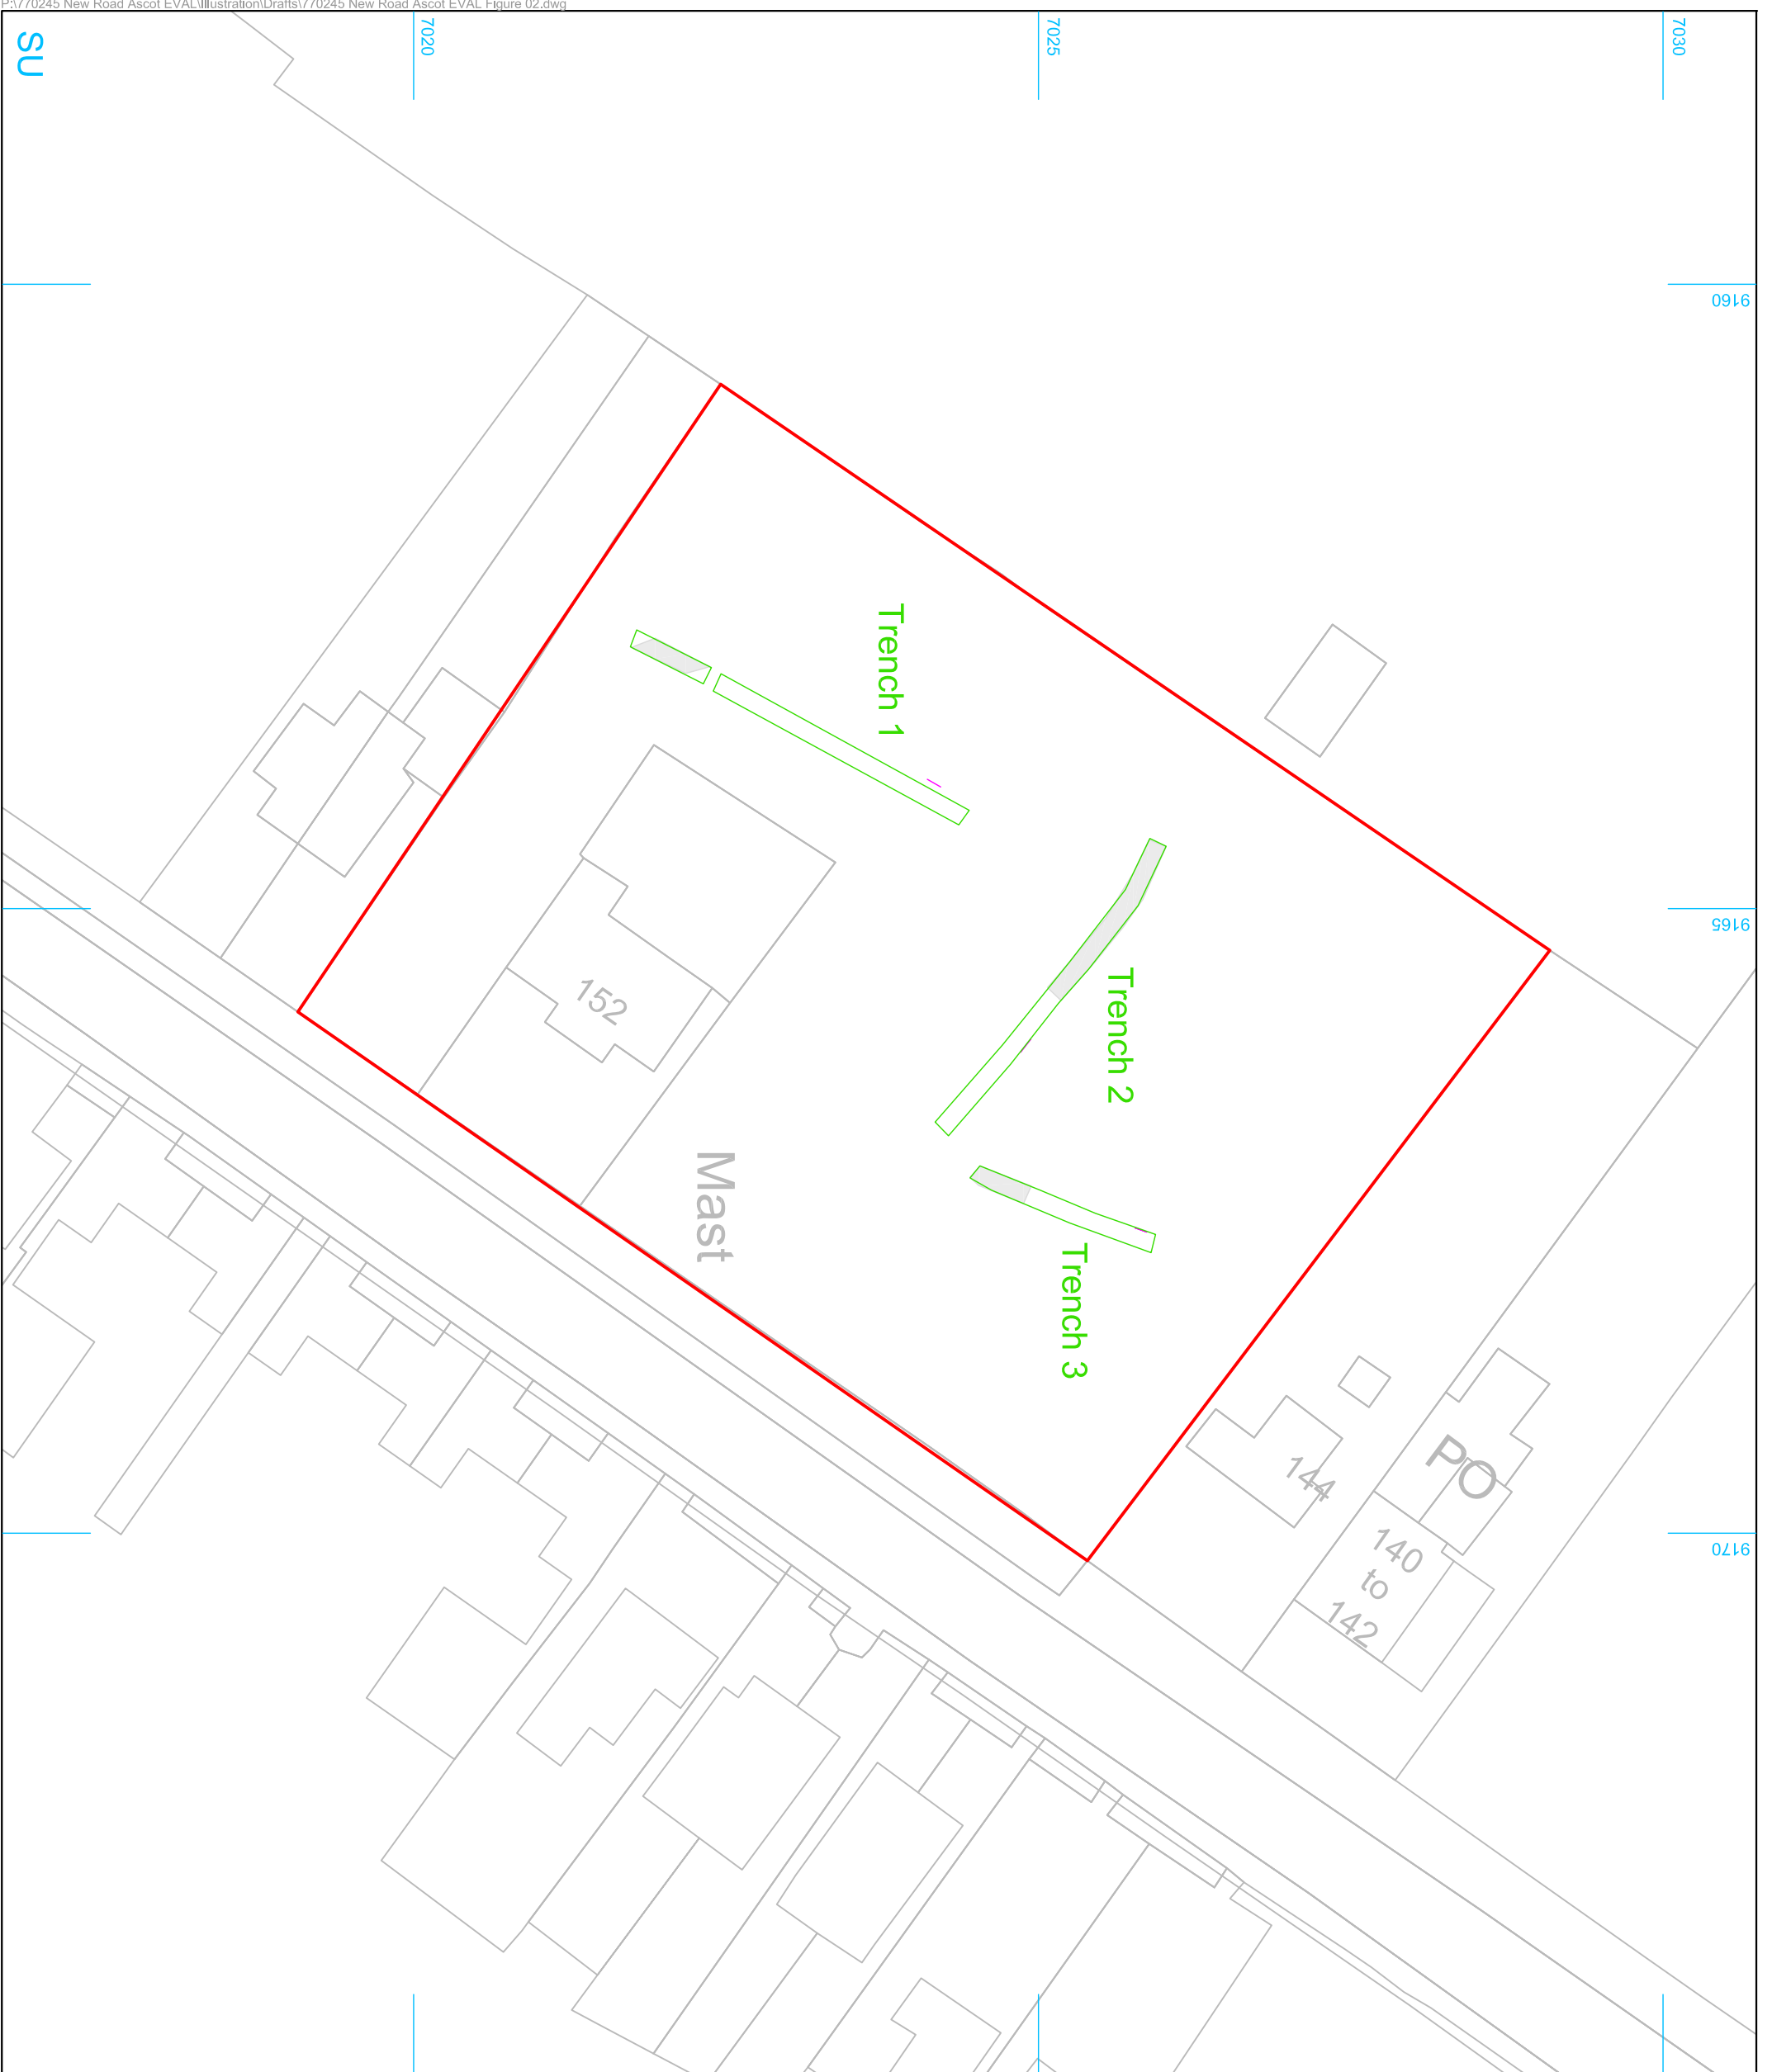 P:\770245 New Road Ascot EVAL\Illustration\Drafts\770245 New Road Ascot EVAL Figure 02.dwg
SU
7020
7025
7030
9160
Trench 1
9165
152
Trench 2
Mast
Trench 3
144
PO
9170
140
to
142